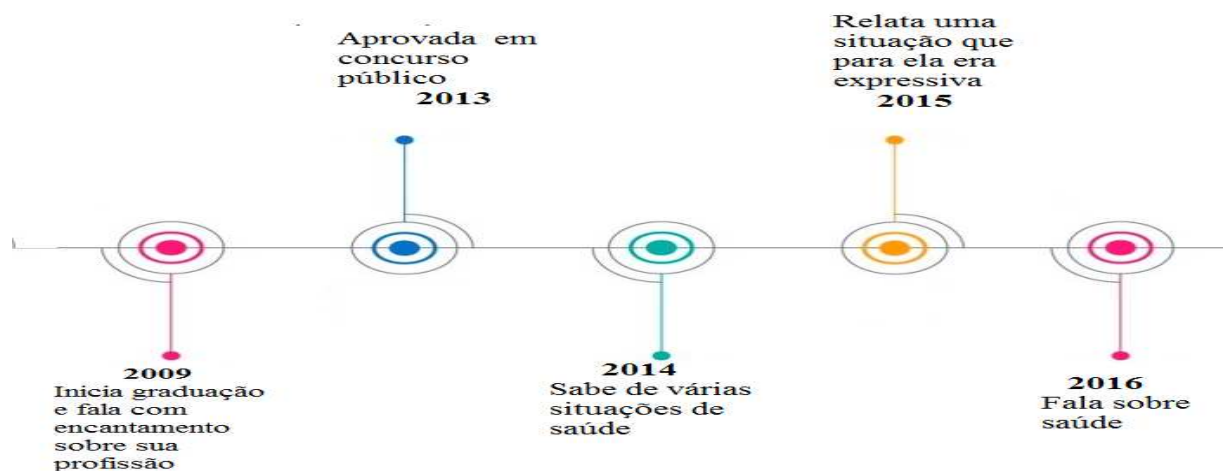 Aprovada em
concurso
público
2013
Relata uma
situação que
para ela era
expressiva
2015
2009
Inicia graduação
e fala com
encantamento
sobre sua
profissão
2014
Sabe de várias
situações de
saúde
2016
Fala sobre
saúde